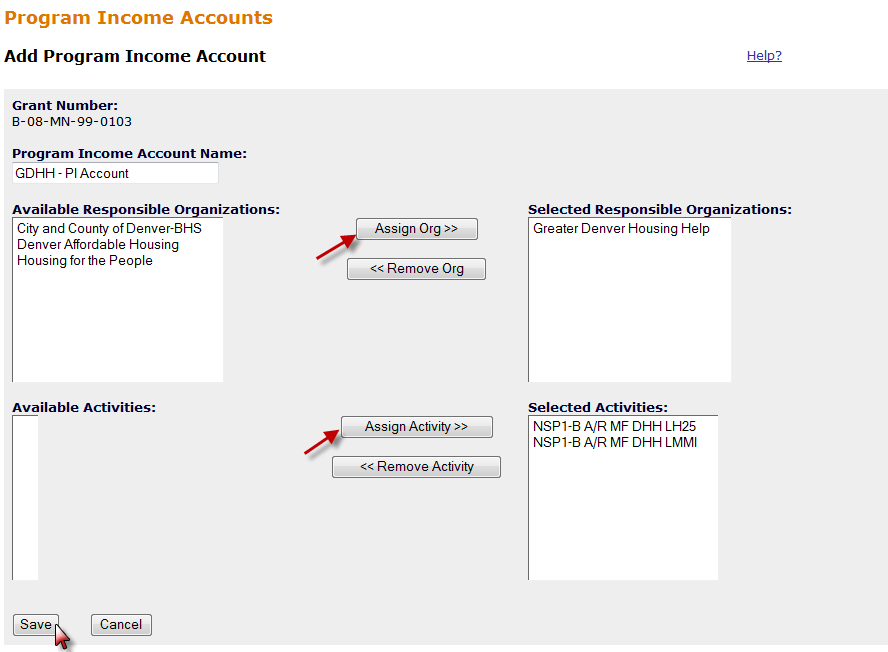 Program Income Accounts
Add Program Income Account
Help?
Grant Number:
B-08-MN-99-0103
Program Income Account Name:
GDHH - PI Account
Available Responsible Organizations:
City and County of Denver-BHS
Denver Affordable Housing
Housing for the People
Assign Org >>
<< Remove Org
Selected Responsible Organizations:
Greater Denver Housing Help
Available Activities:
Assign Activity >>
<< Remove Activity
Selected Activities:
NSP1-B A/R MF DHH LH25
NSP1-B A/R MF DHH LMMI
Save
Cancel